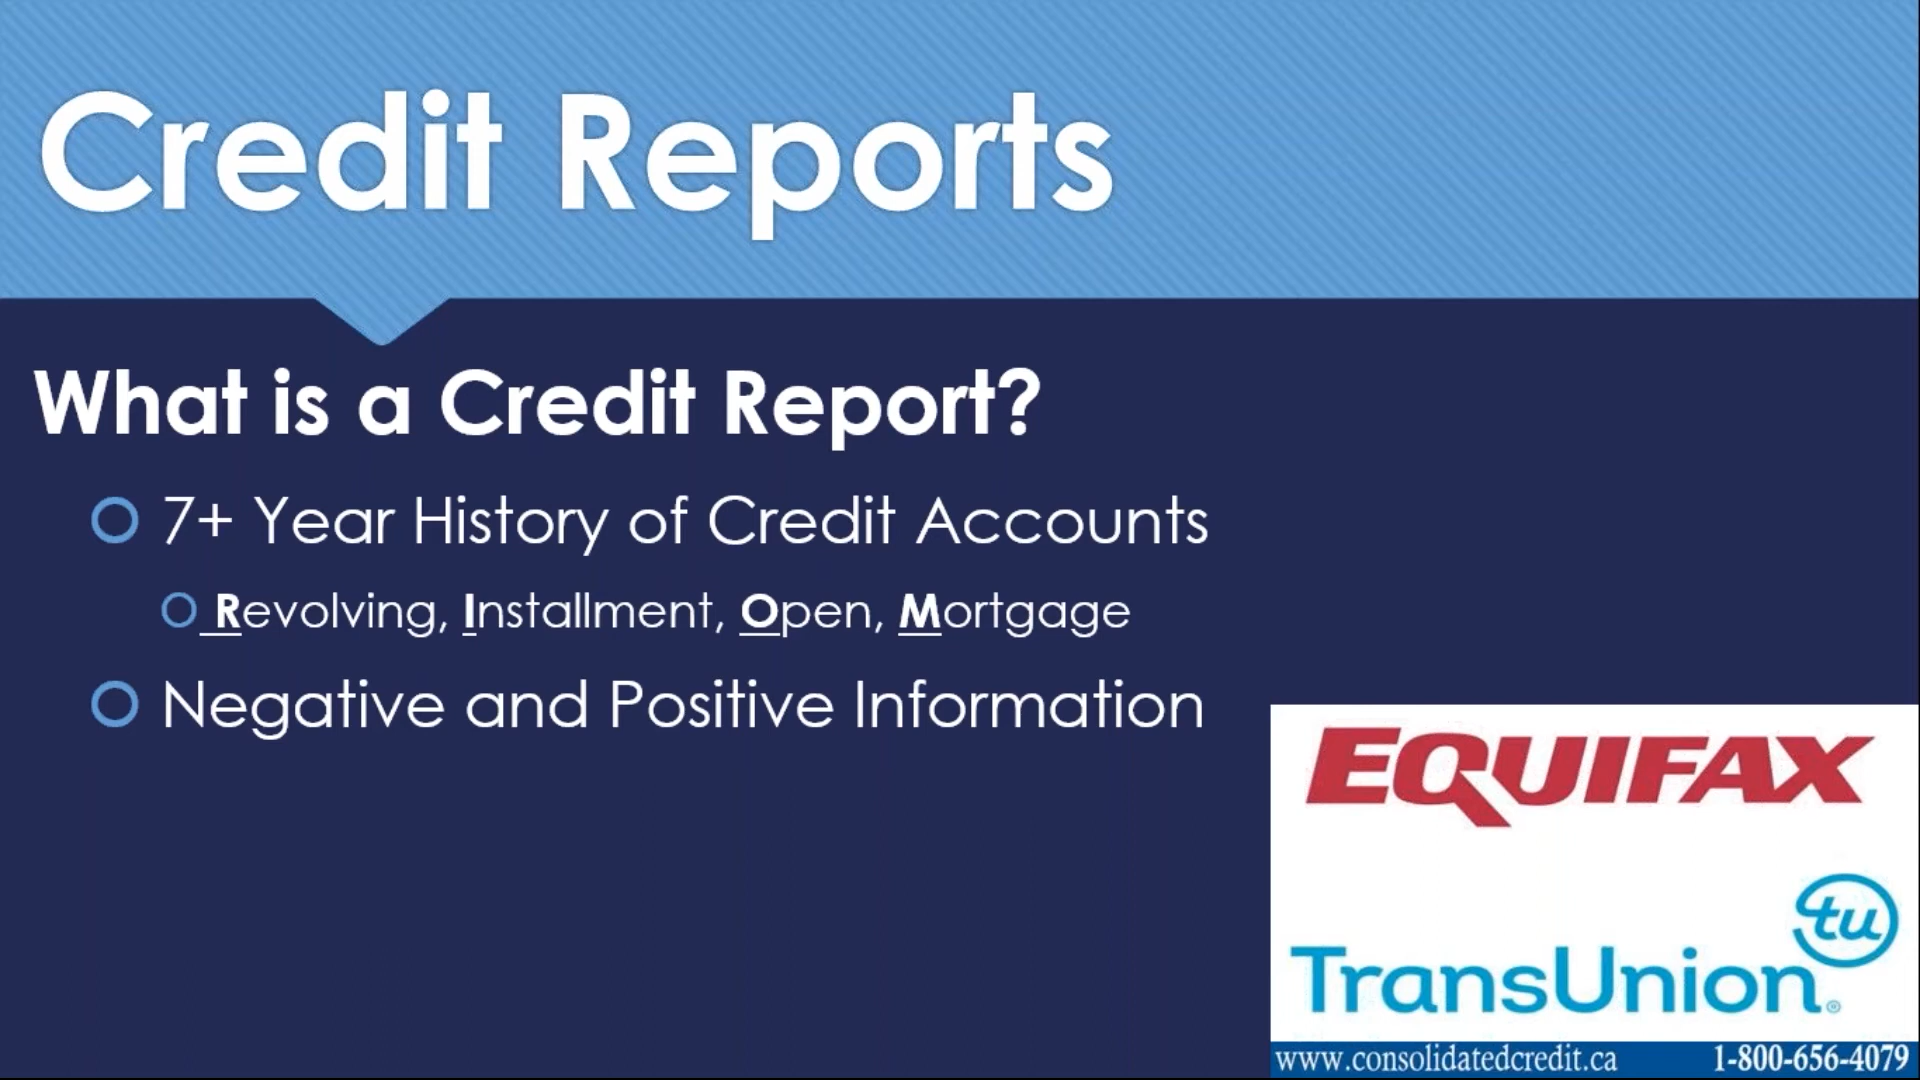 Credit Reports
What is a Credit Report?
7+ Year History of Credit Accounts
Revolving, Installment, Open, Mortgage
Negative and Positive Information
EQUIFAX
tu
TransUnion®
www.consolidatedcredit.ca 1-800-656-4079